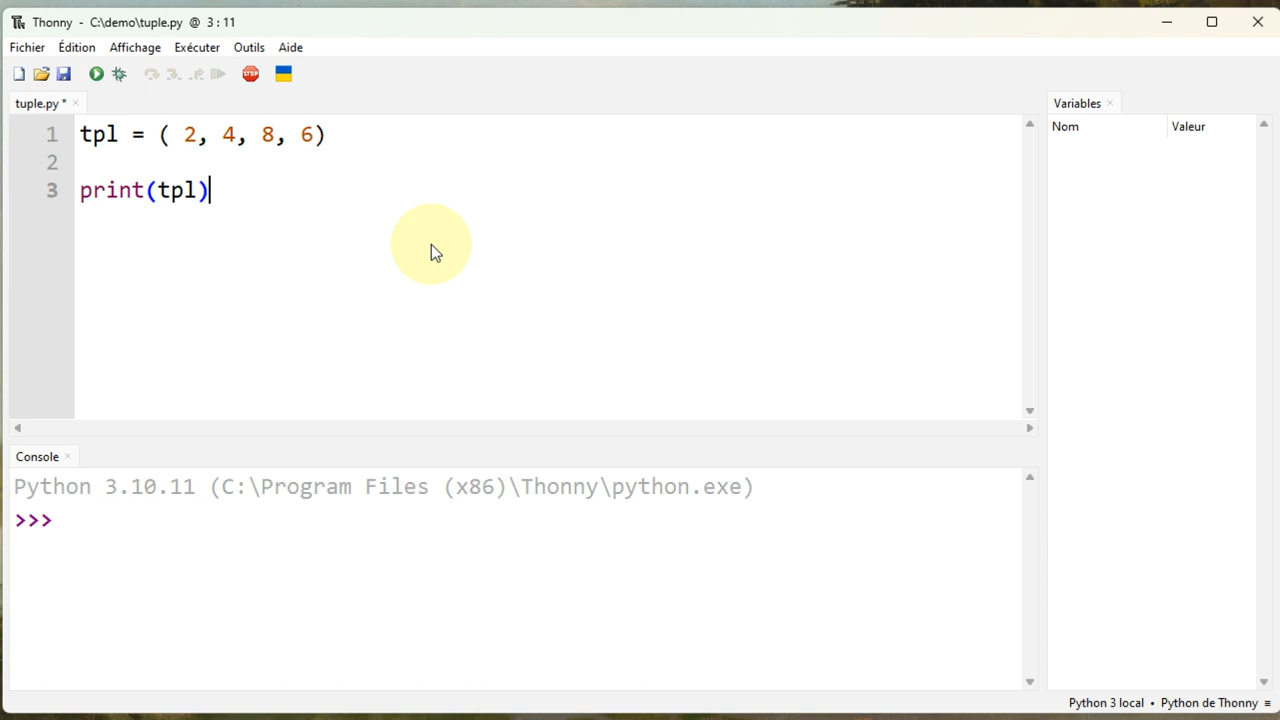 Thonny - C:\demo\tuple.py @ 3 : 11
Fichier Édition Affichage Exécuter Outils Aide
STOP
tuple.py * ×
1 tpl = ( 2, 4, 8, 6)
2
3 print(tpl)
Variables ×
Nom Valeur
Console ×
Python 3.10.11 (C:\Program Files (x86)\Thonny\python.exe)
>>>
Python 3 local • Python de Thonny ≡